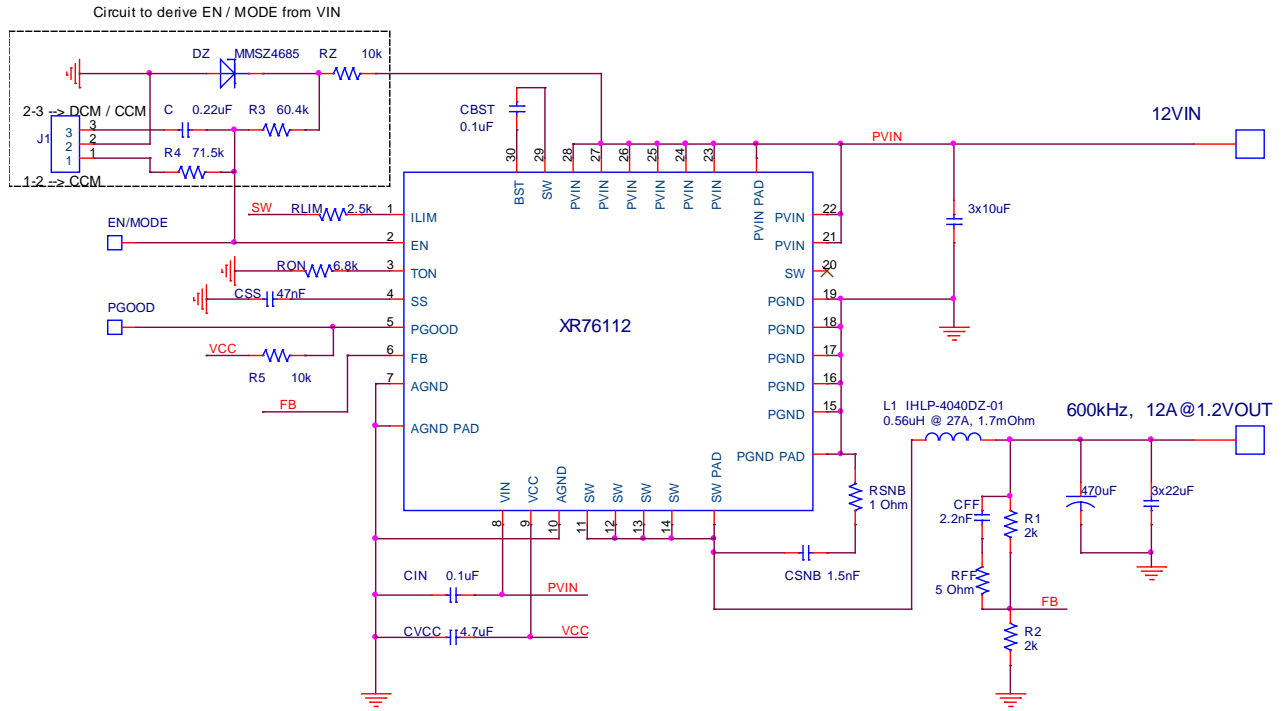 Circuit to derive EN / MODE from VIN
DZ MMSZ4685 RZ 10k
2-3 --> DCM / CCM
C 0.22uF R3 60.4k
J1
3 3
2 2
1 1
R4 71.5k
1-2 --> CCM
CBST
0.1uF
12VIN
PVIN
30 29 28 27 26 25 24 23
BST SW PVIN PVIN PVIN PVIN PVIN PVIN PVIN PAD
3x10uF
SW RLIM 2.5k 1 ILIM
EN/MODE
2 EN
RON 6.8k 3 TON
CSS 47nF 4 SS
PGOOD
5 PGOOD
VCC
R5 10k
6 FB
FB
7 AGND
AGND PAD
XR76112
PVIN 22
PVIN 21
SW 20
PGND 19
PGND 18
PGND 17
PGND 16
PGND 15
PGND PAD
VIN VCC AGND SW SW SW SW SW PAD
8 9 10 11 12 13 14
RSNB
1 Ohm
CSNB 1.5nF
CIN 0.1uF PVIN
CVCC 4.7uF VCC
L1 IHLP-4040DZ-01
0.56uH @ 27A, 1.7mOhm
600kHz, 12A@1.2VOUT
CFF
2.2nF
R1
2k
RFF
5 Ohm
FB
R2
2k
470uF
3x22uF